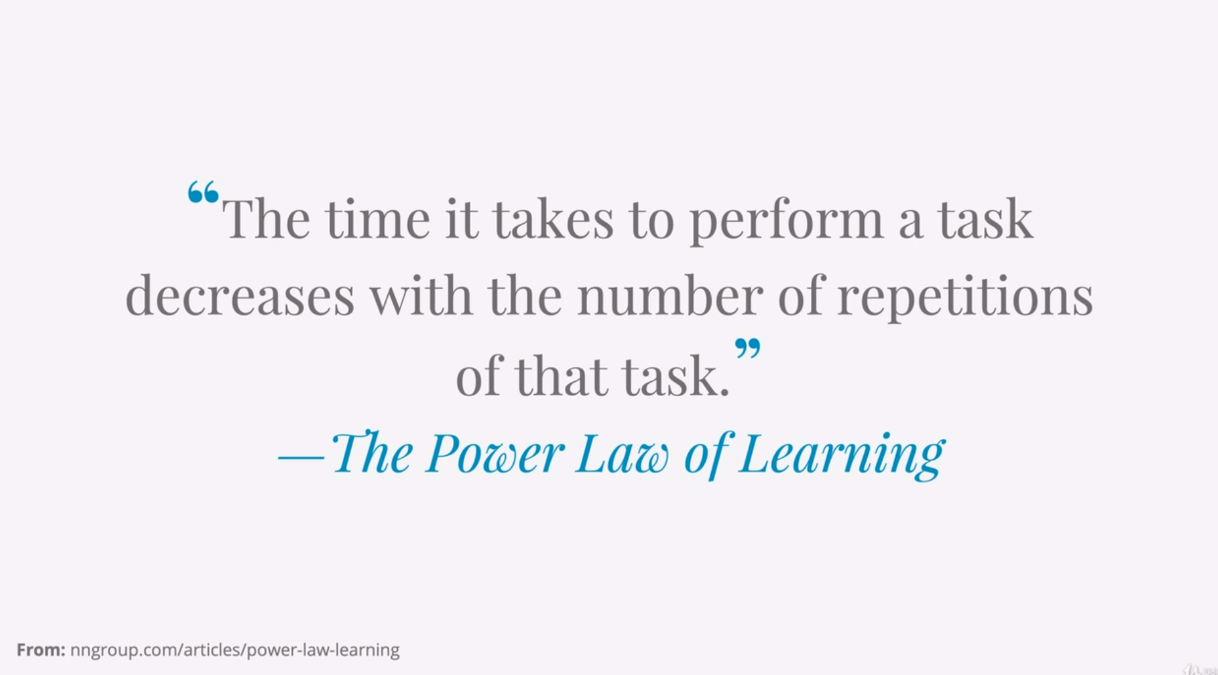 “The time it takes to perform a task
decreases with the number of repetitions
of that task.”
—The Power Law of Learning
From: nngroup.com/articles/power-law-learning